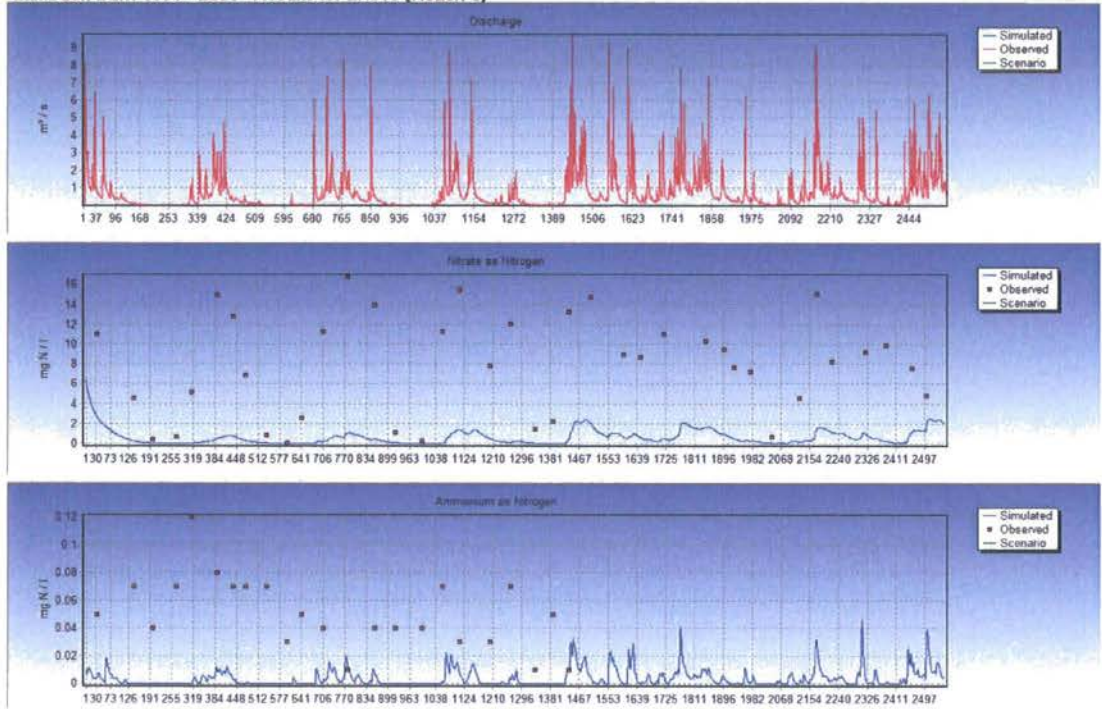 Discharge
Simulated
Observed
Scenario
m³ / s
9
8
7
6
5
4
3
2
1
1 37 96 168 253 339 424 509 595 680 765 850 936 1037 1154 1272 1389 1506 1623 1741 1858 1975 2092 2210 2327 2444
Nitrate as Nitrogen
Simulated
Observed
Scenario
mg N / l
16
14
12
10
8
6
4
2
0
1 30 73 126 191 255 319 384 448 512 577 641 706 770 834 899 963 1038 1124 1210 1296 1381 1467 1553 1639 1725 1811 1896 1982 2068 2154 2240 2326 2411 2497
Ammonium as Nitrogen
Simulated
Observed
Scenario
mg N / l
0.12
0.1
0.08
0.06
0.04
0.02
0
1 30 73 126 191 255 319 384 448 512 577 641 706 770 834 899 963 1038 1124 1210 1296 1381 1467 1553 1639 1725 1811 1896 1982 2068 2154 2240 2326 2411 2497